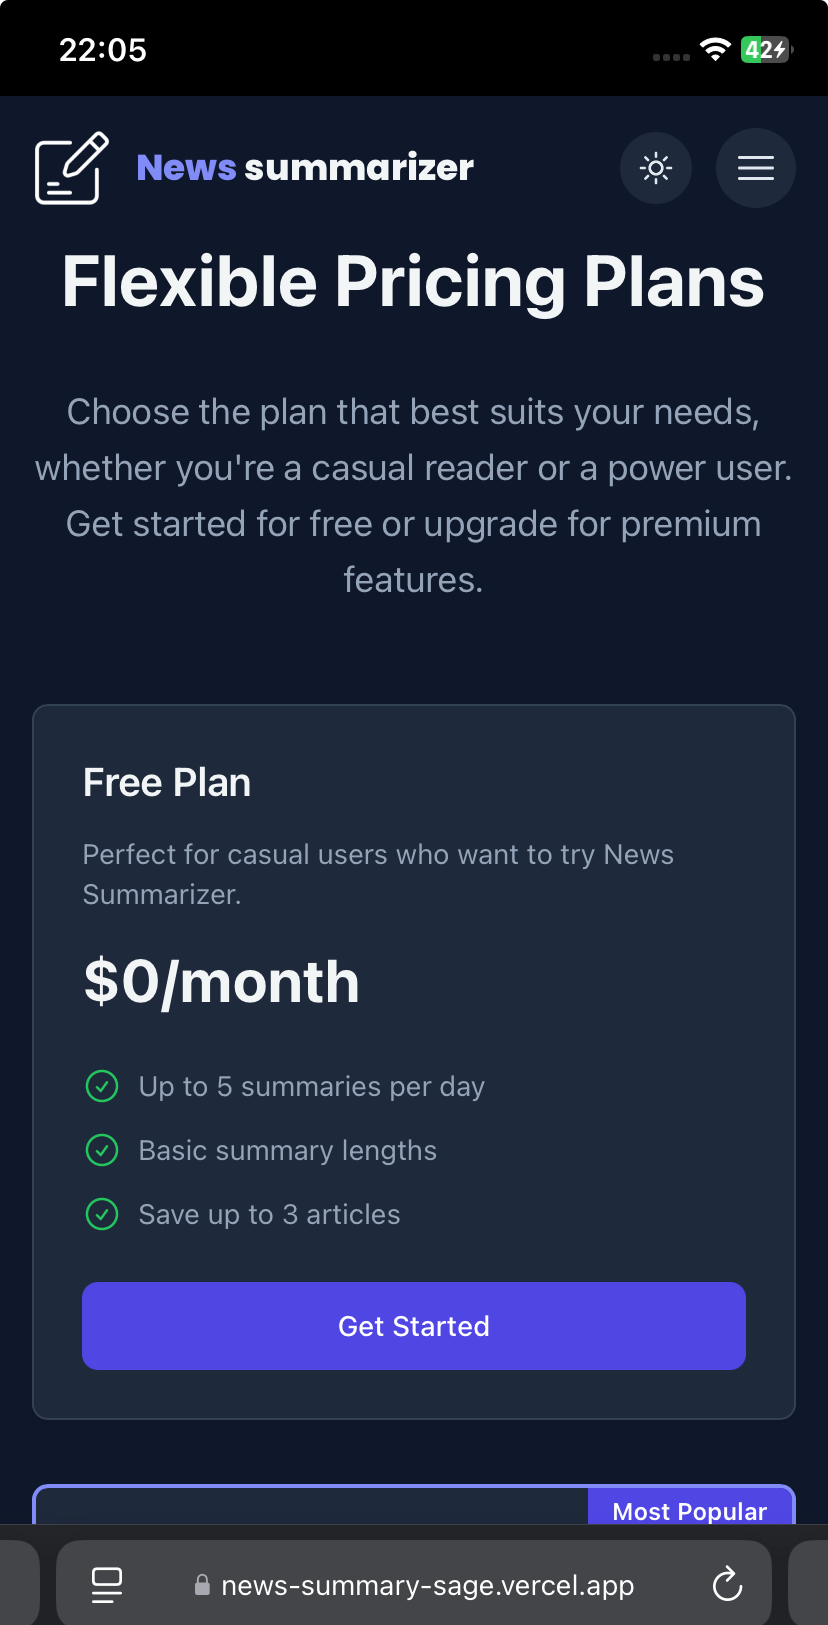 22:05
42
News summarizer
Flexible Pricing Plans
Choose the plan that best suits your needs,
whether you're a casual reader or a power user.
Get started for free or upgrade for premium
features.
Free Plan
Perfect for casual users who want to try News
Summarizer.
$0/month
Up to 5 summaries per day
Basic summary lengths
Save up to 3 articles
Get Started
Most Popular
news-summary-sage.vercel.app